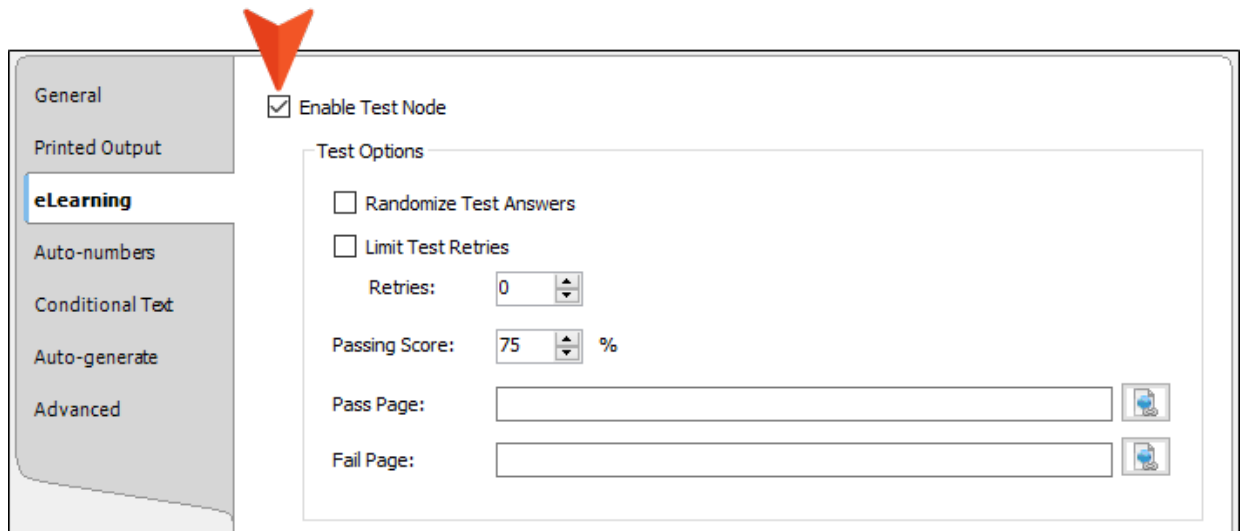 General
Printed Output
eLearning
Auto-numbers
Conditional Text
Auto-generate
Advanced
Enable Test Node
Test Options
Randomize Test Answers
Limit Test Retries
Retries: 0
Passing Score: 75 %
Pass Page:
Fail Page: